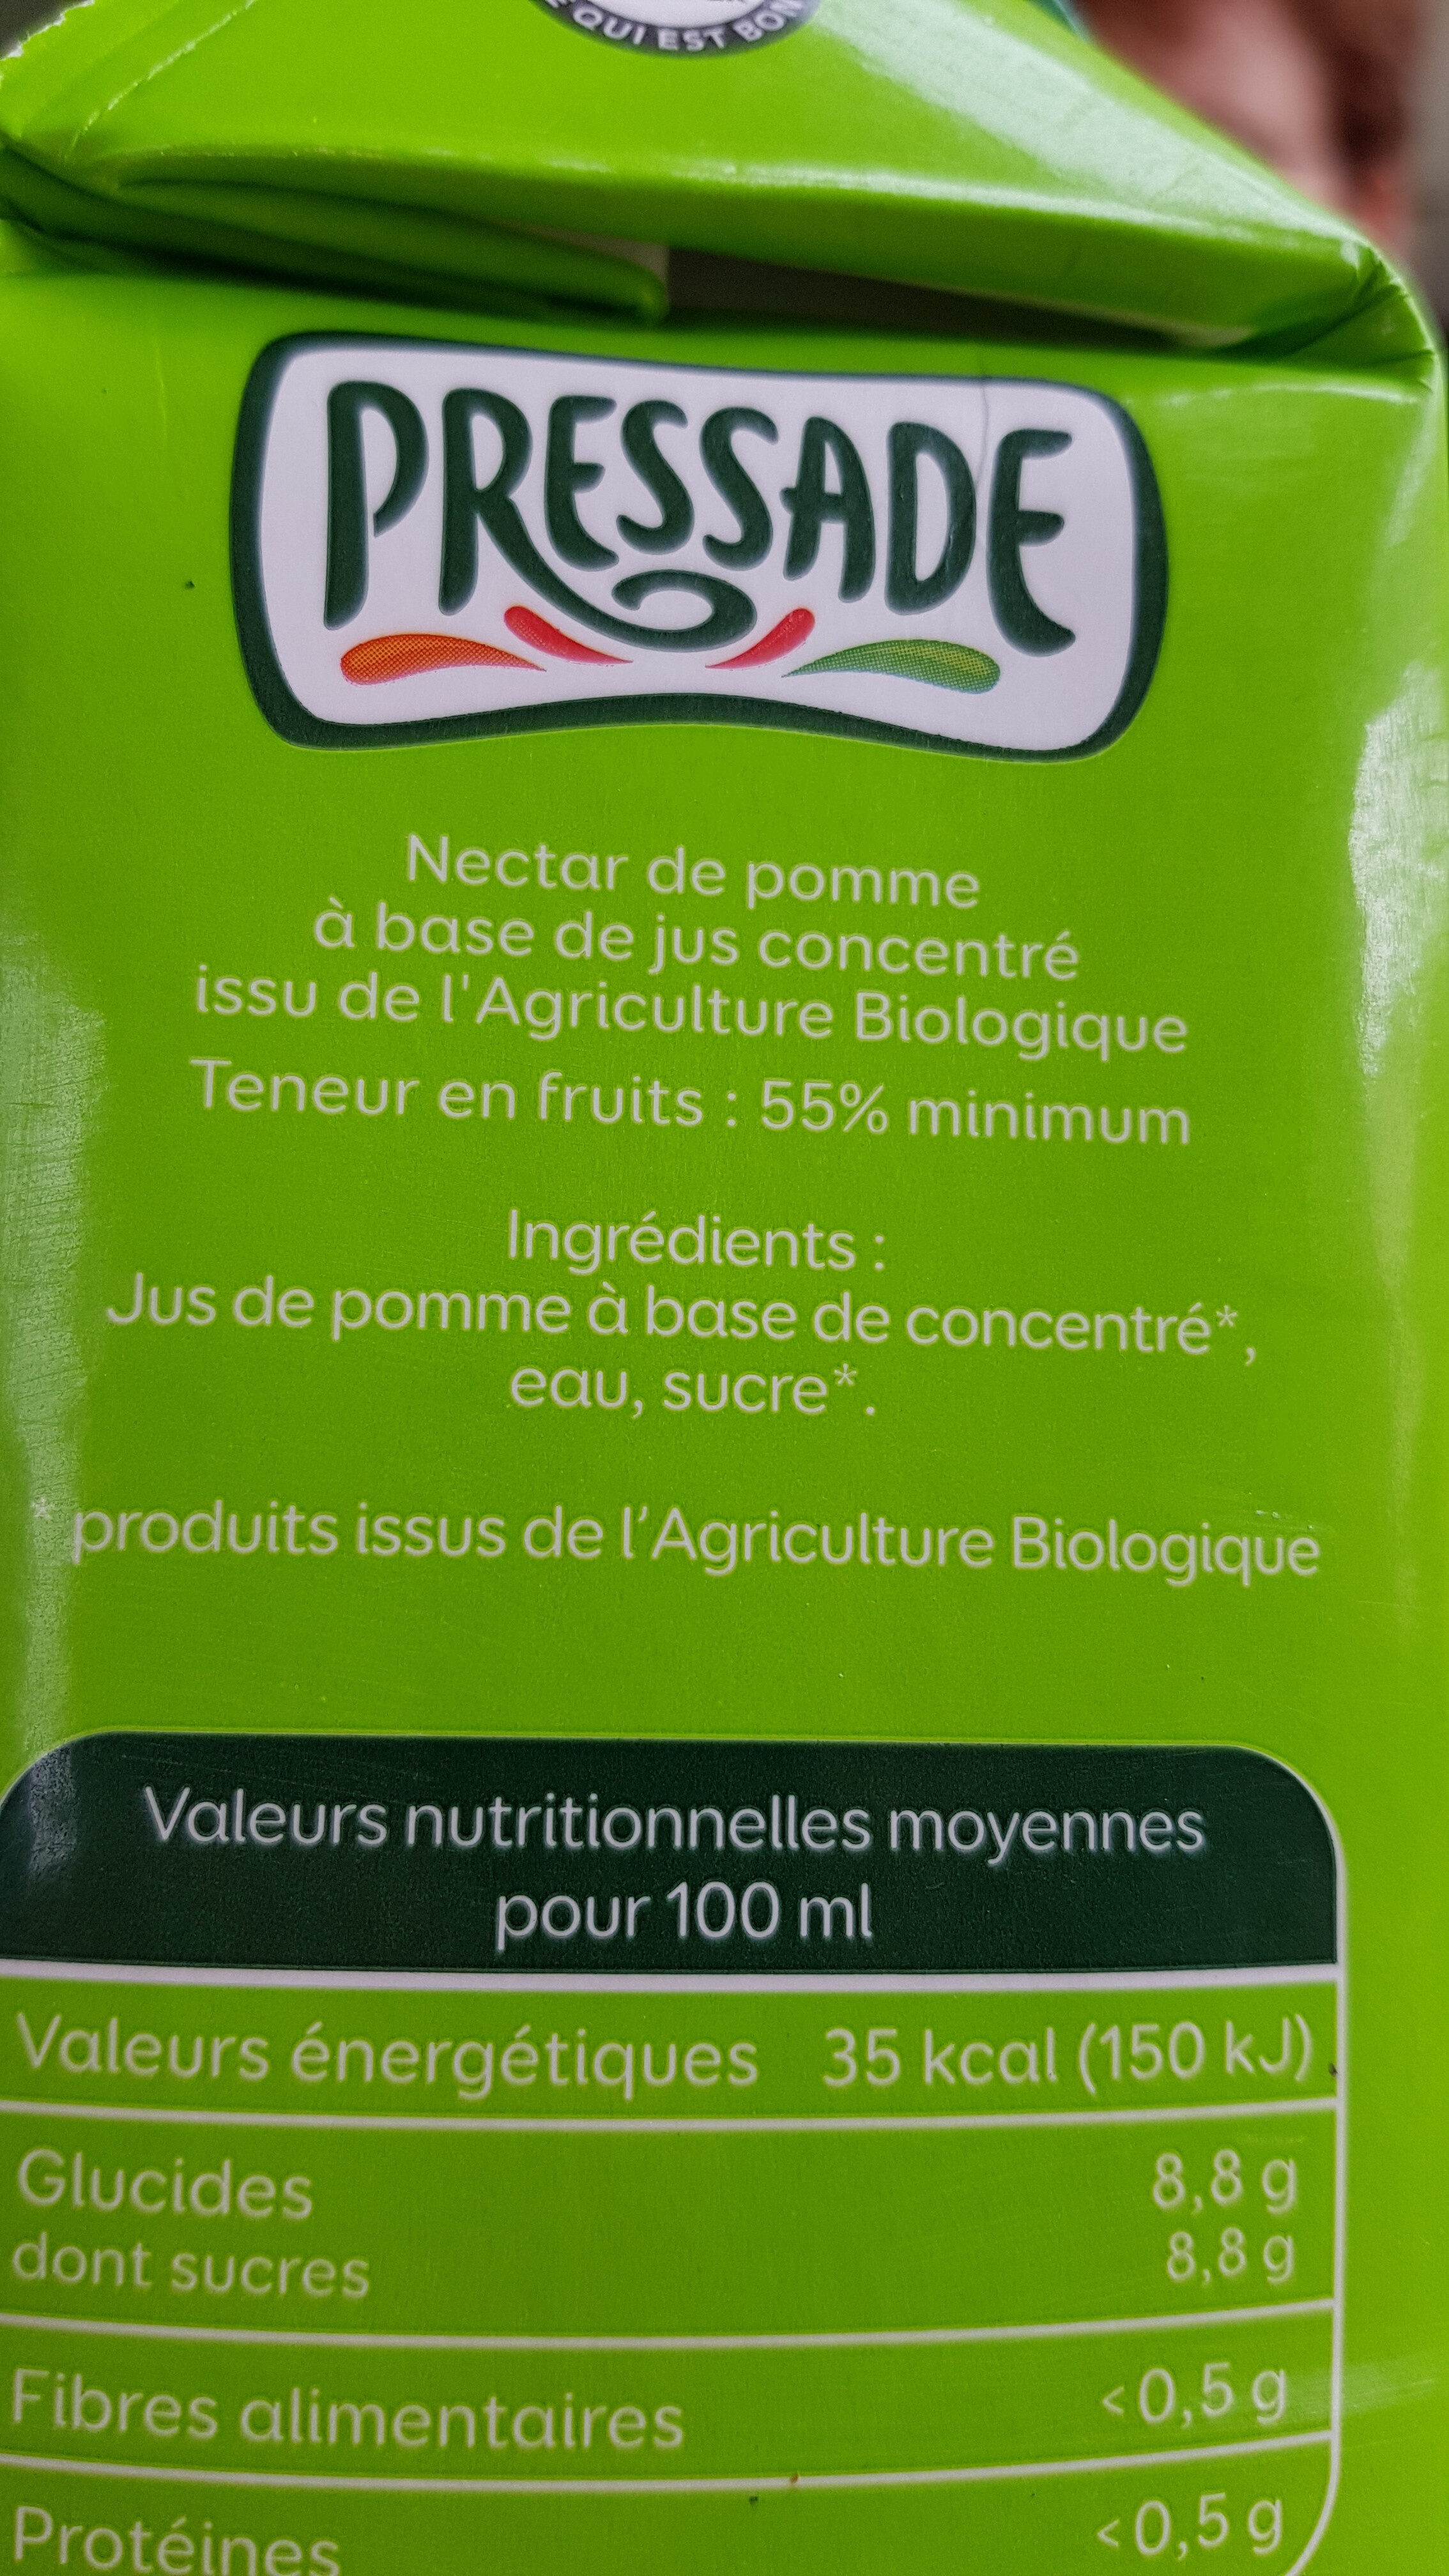 QUI EST BON
PRESSADE
Nectar de pomme
à base de jus concentré
issu de l'Agriculture Biologique
Teneur en fruits : 55% minimum
Ingrédients :
Jus de pomme à base de concentré*,
eau, sucre*.
* produits issus de l'Agriculture Biologique
Valeurs nutritionnelles moyennes
pour 100 ml
Valeurs énergétiques 35 kcal (150 kJ)
Glucides 8,8 g
dont sucres 8,8 g
Fibres alimentaires <0,5 g
Protéines <0,5 g